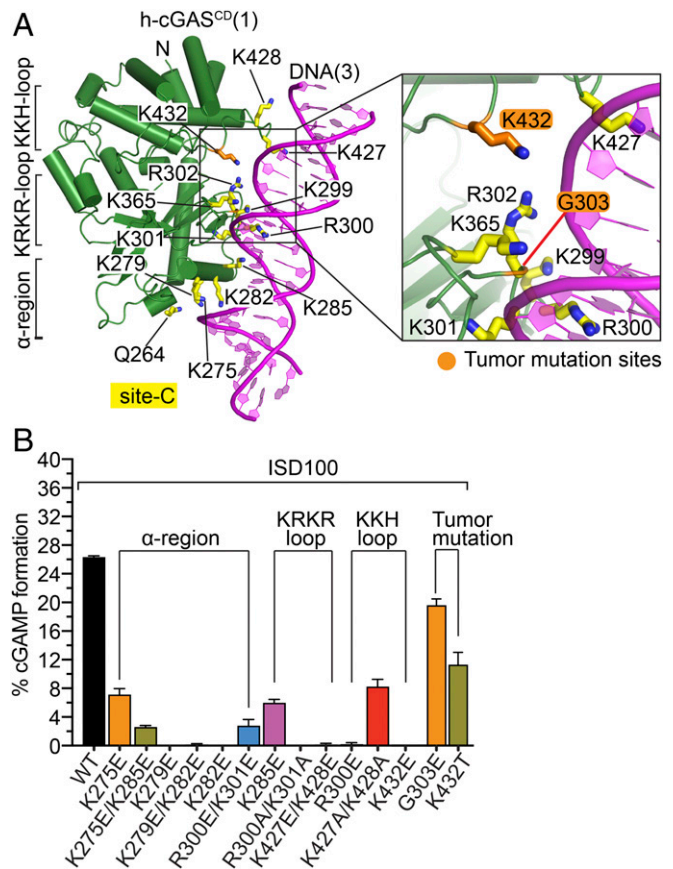 A
h-cGASCD(1)
N
K428
DNA(3)
K432
KKH-loop
K427
R302
K365
K299
KRKR-loop
K301
R300
K279
K282
K285
α-region
Q264
K275
site-C
K432
K427
R302
G303
K365
K299
K301
R300
Tumor mutation sites
B
ISD100
α-region
KRKR
loop
KKH
loop
Tumor
mutation
% cGAMP formation
40
36
32
28
24
20
16
12
8
4
0
WT
K275E
K275E/K285E
K279E
K279E/K282E
K282E
R300E/K301E
K285E
R300A/K301A
K427E/K428E
R300E
K427A/K428A
K432E
G303E
K432T